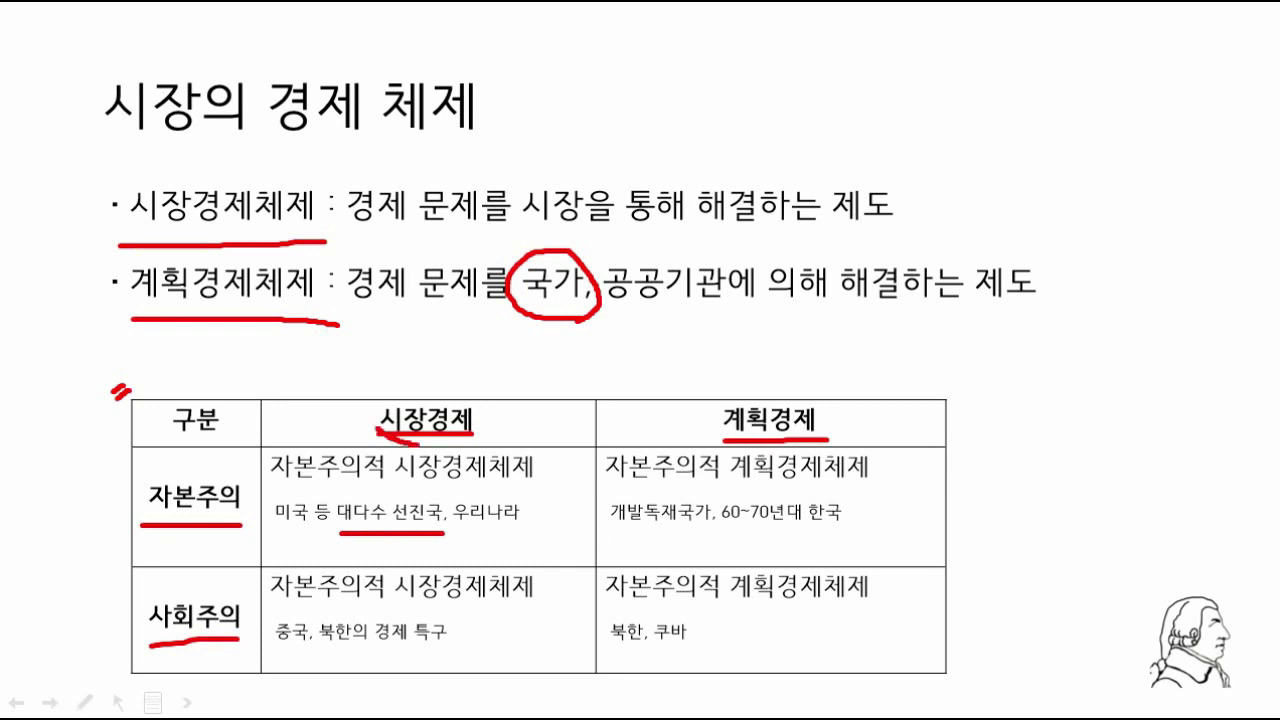 시장의 경제 체제
· 시장경제체제 : 경제 문제를 시장을 통해 해결하는 제도
· 계획경제체제 : 경제 문제를 국가, 공공기관에 의해 해결하는 제도
구분 시장경제 계획경제
자본주의 자본주의적 시장경제체제 자본주의적 계획경제체제
미국 등 대다수 선진국, 우리나라 개발독재국가, 60~70년대 한국
사회주의 자본주의적 시장경제체제 자본주의적 계획경제체제
중국, 북한의 경제 특구 북한, 쿠바